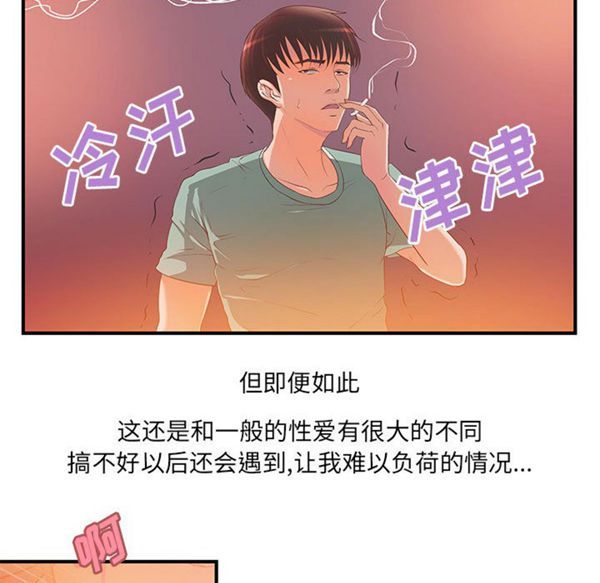 冷汗
津津
但即便如此
这还是和一般的性爱有很大的不同
搞不好以后还会遇到,让我难以负荷的情况...
啊